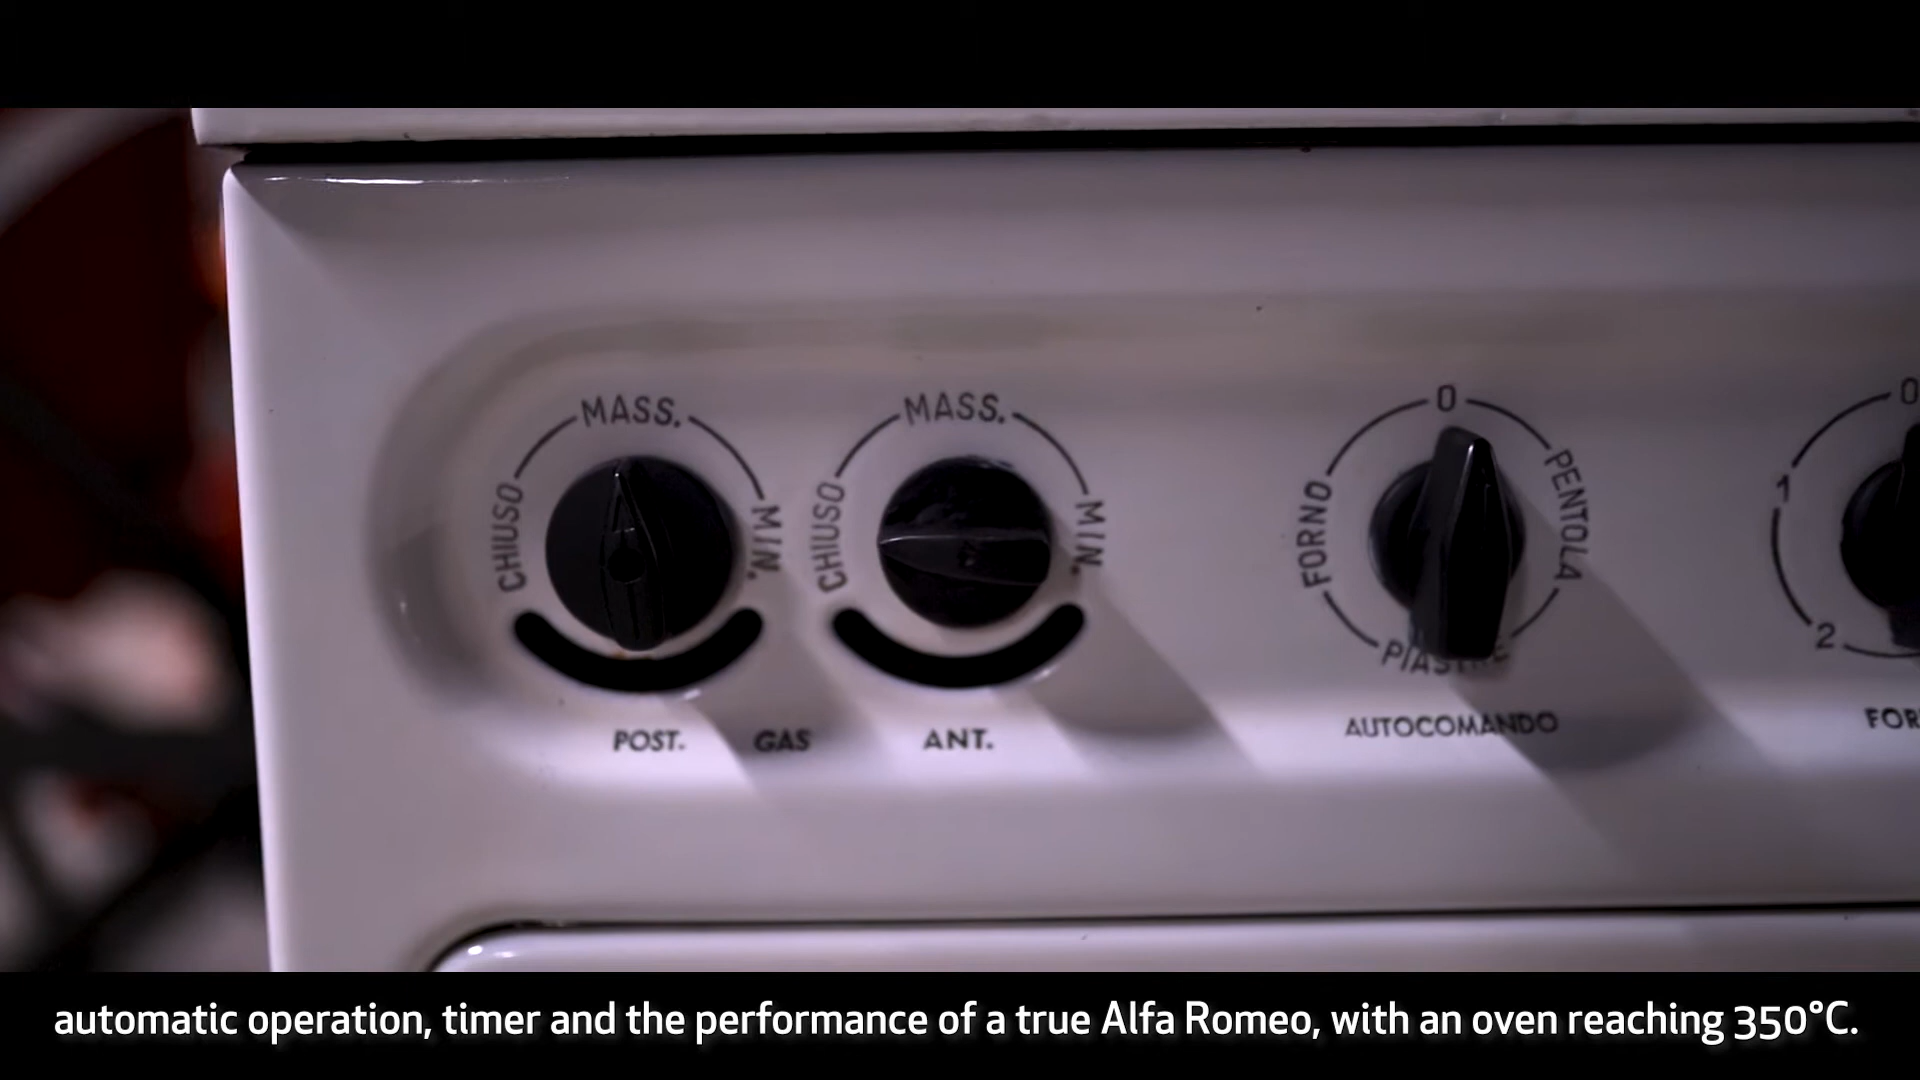 MASS.
CHIUSO
MIN.
POST.
GAS
MASS.
CHIUSO
MIN.
ANT.
0
FORNO
PENTOLA
AUTOCOMANDO
0
1
2
automatic operation, timer and the performance of a true Alfa Romeo, with an oven reaching 350°C.